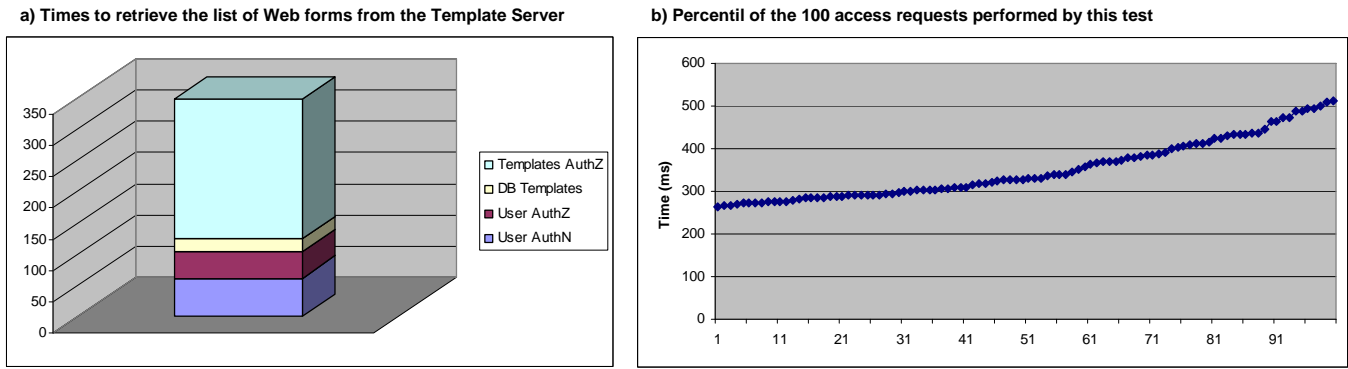 a) Times to retrieve the list of Web forms from the Template Server
350
300
250
200
150
100
50
0
Templates AuthZ
DB Templates
User AuthZ
User AuthN
b) Percentil of the 100 access requests performed by this test
600
500
400
300
200
100
0
Time (ms)
1 11 21 31 41 51 61 71 81 91